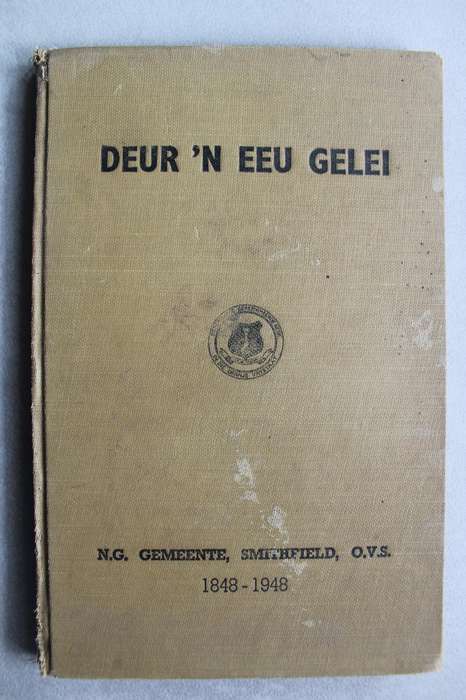 DEUR 'N EEU GELEI
N.G. GEMEENTE, SMITHFIELD, O.V.S.
1848-1948